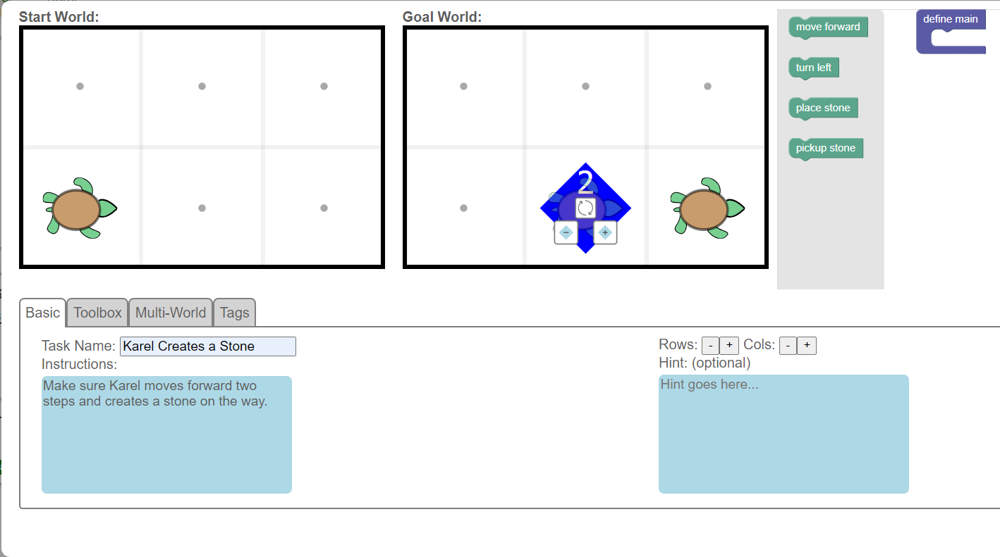 Start World:
Goal World:
move forward
turn left
place stone
pickup stone
define main
2
− +
Basic Toolbox Multi-World Tags
Task Name: Karel Creates a Stone
Instructions:
Make sure Karel moves forward two
steps and creates a stone on the way.
Rows: - + Cols: - +
Hint: (optional)
Hint goes here...